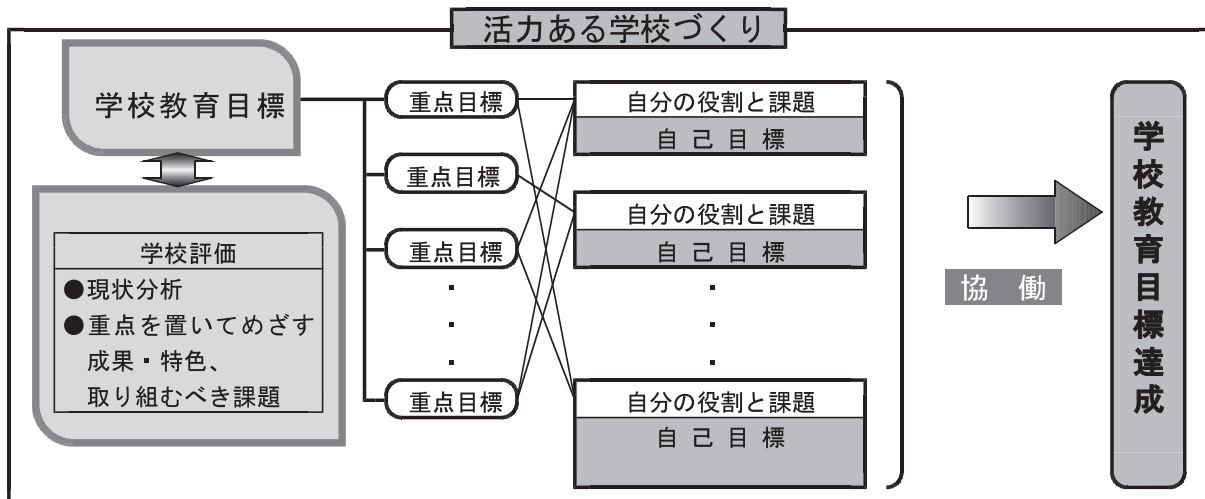 活力ある学校づくり
学校教育目標
学校評価
●現状分析
●重点を置いてめざす
成果・特色、
取り組むべき課題
重点目標
重点目標
重点目標
・
・
・
重点目標
自分の役割と課題
自己目標
自分の役割と課題
自己目標
・
・
・
自分の役割と課題
自己目標
協働
学校教育目標達成